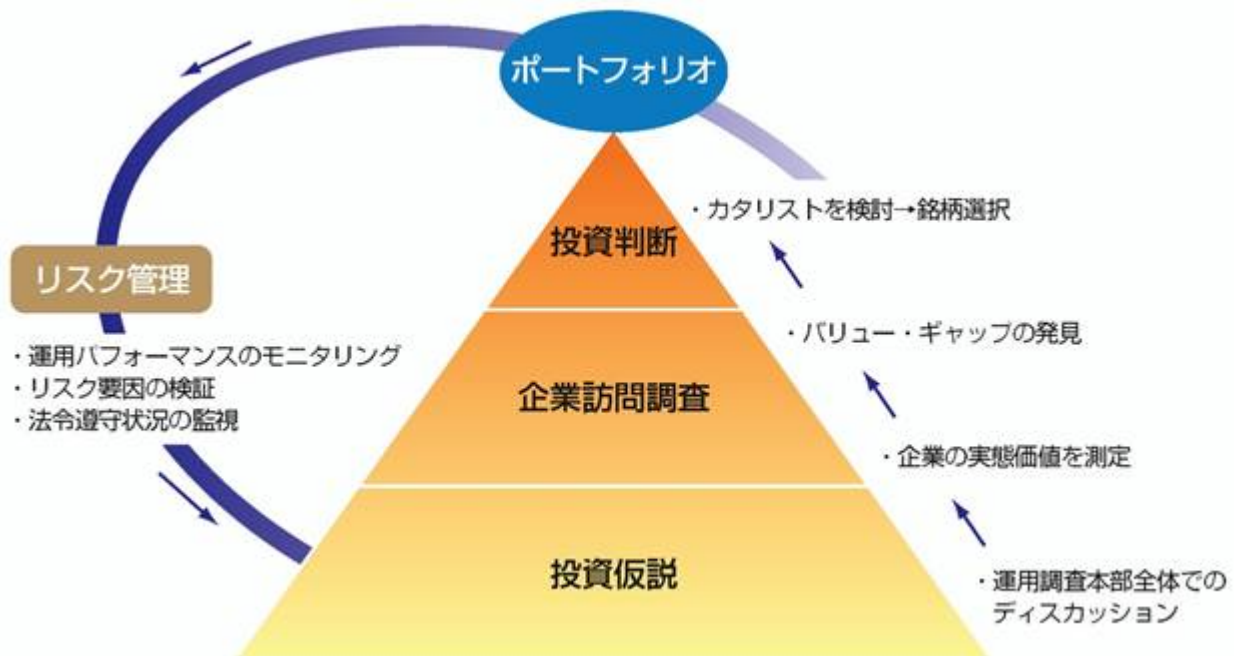 ポートフォリオ
投資判断
企業訪問調査
投資仮説
リスク管理
・運用パフォーマンスのモニタリング
・リスク要因の検証
・法令遵守状況の監視
・カタリストを検討→銘柄選択
・バリュー・ギャップの発見
・企業の実態価値を測定
・運用調査本部全体での
ディスカッション